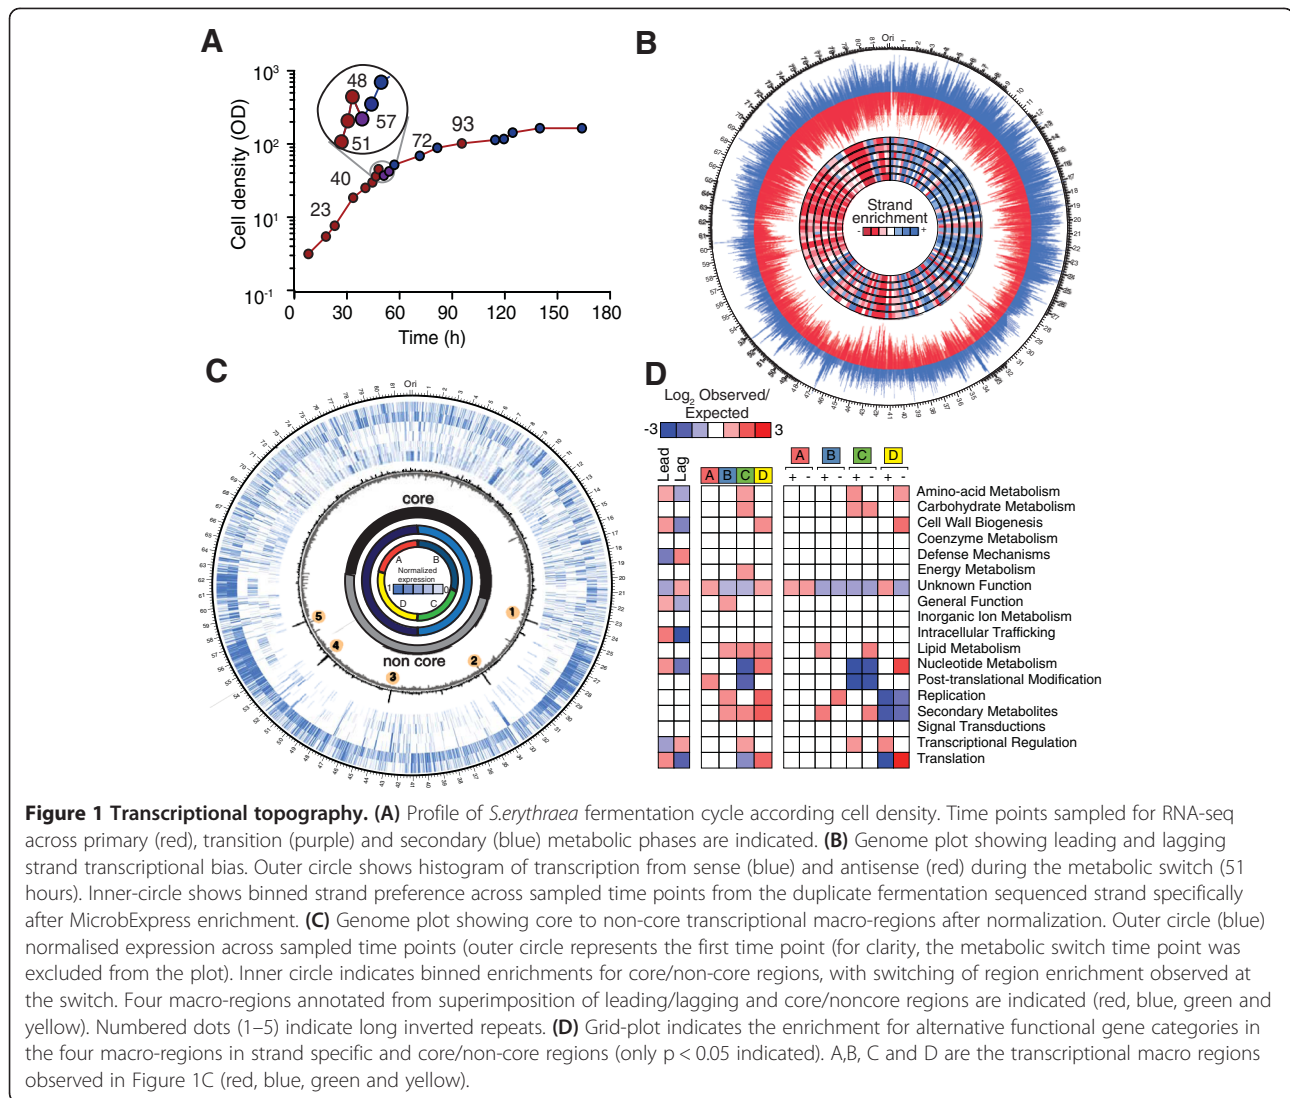 A
10³
10²
10¹
10⁻¹
Cell density (OD)
48
57
51
72
93
40
23
0 30 60 90 120 150 180
Time (h)
B
Ori
Strand
enrichment
- +
C
Ori
core
A B
Normalized
expression
1 0
D C
non core
1
2
3
4
5
D
Log₂ Observed/
Expected
-3 3
Lead
Lag
A B C D
A B C D
+ - + - + - + -
Amino-acid Metabolism
Carbohydrate Metabolism
Cell Wall Biogenesis
Coenzyme Metabolism
Defense Mechanisms
Energy Metabolism
Unknown Function
General Function
Inorganic Ion Metabolism
Intracellular Trafficking
Lipid Metabolism
Nucleotide Metabolism
Post-translational Modification
Replication
Secondary Metabolites
Signal Transductions
Transcriptional Regulation
Translation
Figure 1 Transcriptional topography. (A) Profile of S.erythraea fermentation cycle according cell density. Time points sampled for RNA-seq
across primary (red), transition (purple) and secondary (blue) metabolic phases are indicated. (B) Genome plot showing leading and lagging
strand transcriptional bias. Outer circle shows histogram of transcription from sense (blue) and antisense (red) during the metabolic switch (51
hours). Inner-circle shows binned strand preference across sampled time points from the duplicate fermentation sequenced strand specifically
after MicrobExpress enrichment. (C) Genome plot showing core to non-core transcriptional macro-regions after normalization. Outer circle (blue)
normalised expression across sampled time points (outer circle represents the first time point (for clarity, the metabolic switch time point was
excluded from the plot). Inner circle indicates binned enrichments for core/non-core regions, with switching of region enrichment observed at
the switch. Four macro-regions annotated from superimposition of leading/lagging and core/noncore regions are indicated (red, blue, green and
yellow). Numbered dots (1–5) indicate long inverted repeats. (D) Grid-plot indicates the enrichment for alternative functional gene categories in
the four macro-regions in strand specific and core/non-core regions (only p < 0.05 indicated). A,B, C and D are the transcriptional macro regions
observed in Figure 1C (red, blue, green and yellow).